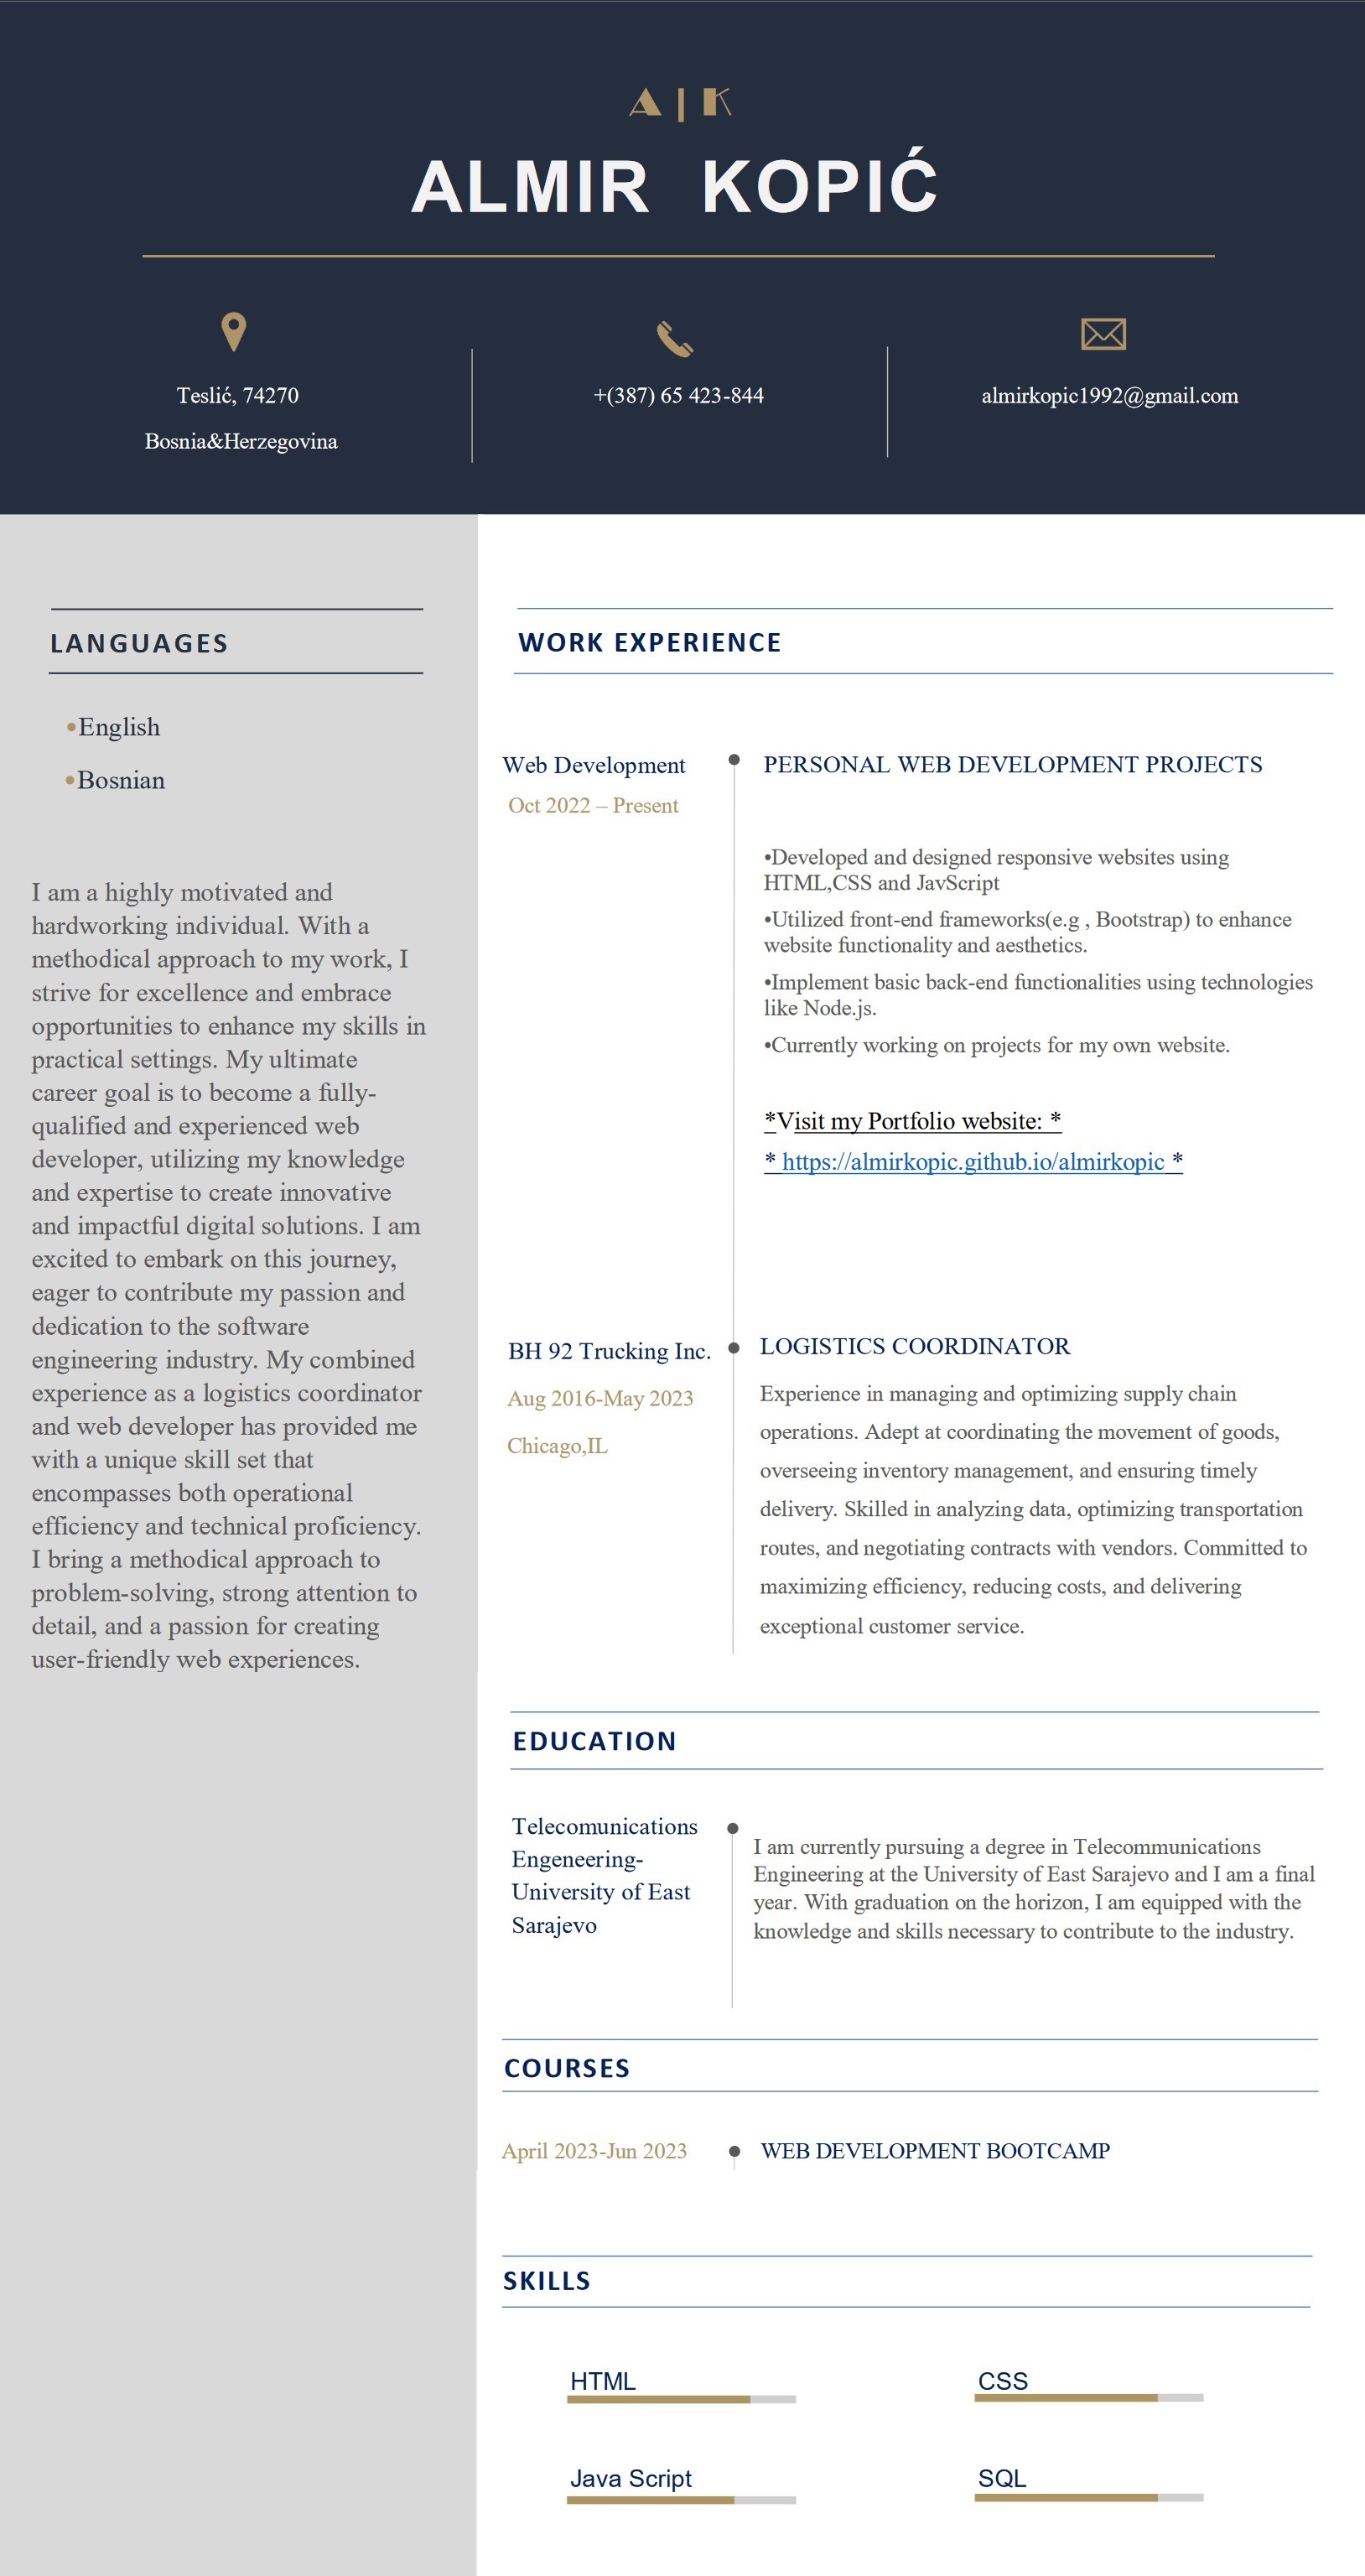 A | K
ALMIR KOPIĆ
Teslić, 74270
Bosnia&Herzegovina
+(387) 65 423-844
almirkopic1992@gmail.com
LANGUAGES
•English
•Bosnian
I am a highly motivated and
hardworking individual. With a
methodical approach to my work, I
strive for excellence and embrace
opportunities to enhance my skills in
practical settings. My ultimate
career goal is to become a fully-
qualified and experienced web
developer, utilizing my knowledge
and expertise to create innovative
and impactful digital solutions. I am
excited to embark on this journey,
eager to contribute my passion and
dedication to the software
engineering industry. My combined
experience as a logistics coordinator
and web developer has provided me
with a unique skill set that
encompasses both operational
efficiency and technical proficiency.
I bring a methodical approach to
problem-solving, strong attention to
detail, and a passion for creating
user-friendly web experiences.
WORK EXPERIENCE
Web Development
Oct 2022 – Present
PERSONAL WEB DEVELOPMENT PROJECTS
•Developed and designed responsive websites using
HTML,CSS and JavScript
•Utilized front-end frameworks(e.g , Bootstrap) to enhance
website functionality and aesthetics.
•Implement basic back-end functionalities using technologies
like Node.js.
•Currently working on projects for my own website.
*Visit my Portfolio website: *
* https://almirkopic.github.io/almirkopic *
BH 92 Trucking Inc.
Aug 2016-May 2023
Chicago,IL
LOGISTICS COORDINATOR
Experience in managing and optimizing supply chain
operations. Adept at coordinating the movement of goods,
overseeing inventory management, and ensuring timely
delivery. Skilled in analyzing data, optimizing transportation
routes, and negotiating contracts with vendors. Committed to
maximizing efficiency, reducing costs, and delivering
exceptional customer service.
EDUCATION
Telecomunications
Engeneering-
University of East
Sarajevo
I am currently pursuing a degree in Telecommunications
Engineering at the University of East Sarajevo and I am a final
year. With graduation on the horizon, I am equipped with the
knowledge and skills necessary to contribute to the industry.
COURSES
April 2023-Jun 2023
WEB DEVELOPMENT BOOTCAMP
SKILLS
HTML
CSS
Java Script
SQL